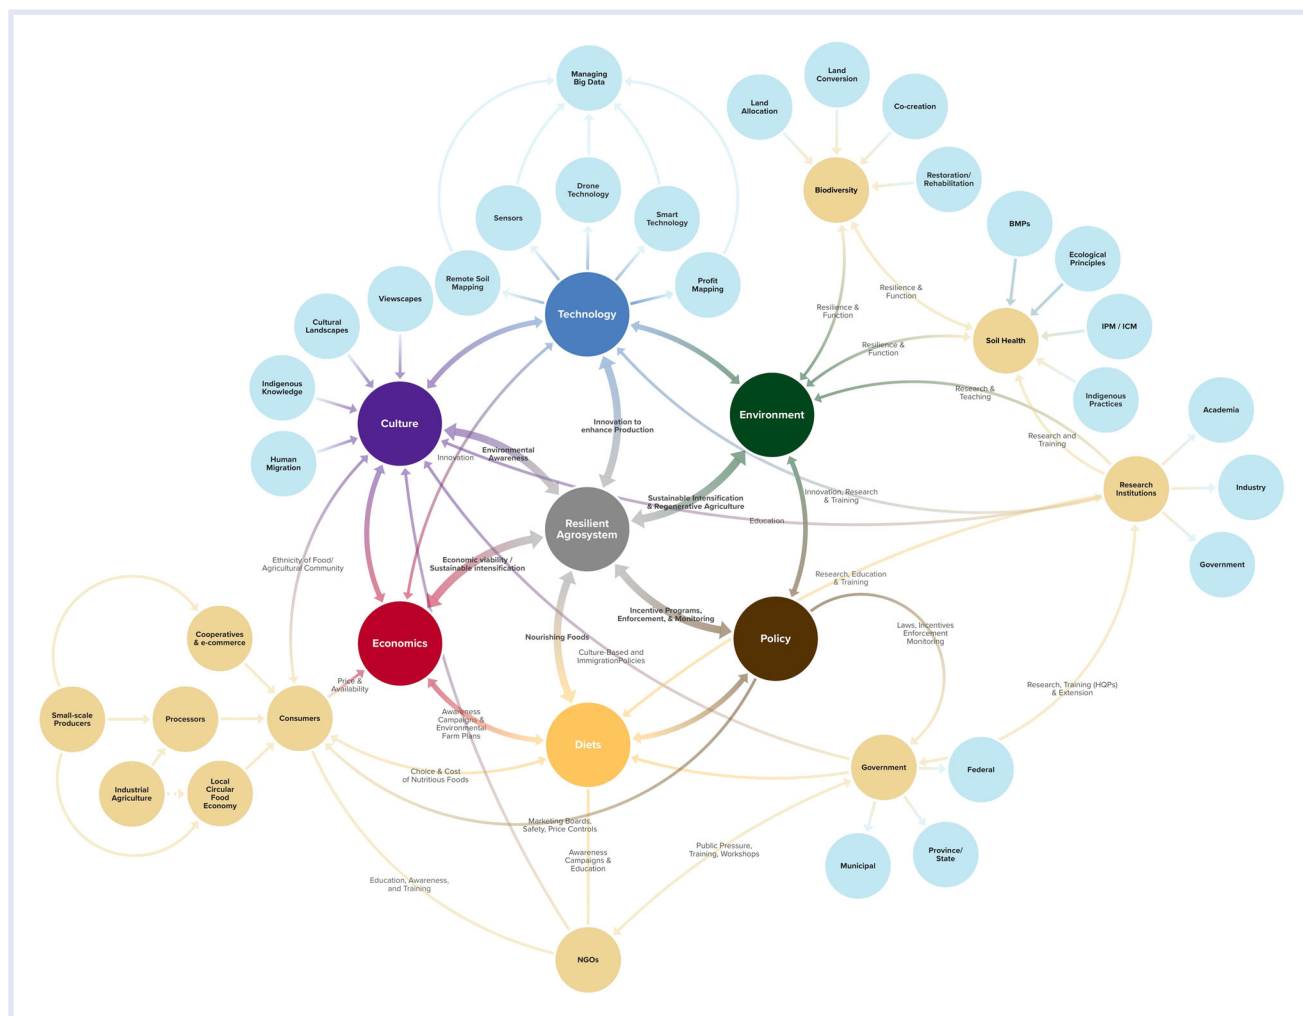 Managing
Big Data
Land
Conversion
Land
Allocation
Co-creation
Restoration/
Rehabilitation
Biodiversity
Drone
Technology
Sensors
Smart
Technology
BMPs
Ecological
Principles
Remote Soil
Mapping
Profit
Mapping
Viewscapes
Cultural
Landscapes
Technology
Resilience &
Function
Resilience &
Function
IPM / ICM
Soil Health
Resilience &
Function
Indigenous
Knowledge
Culture
Environment
Research &
Teaching
Indigenous
Practices
Academia
Innovation to
enhance Production
Environmental
Awareness
Innovation
Human
Migration
Research and
Training
Research
Institutions
Industry
Sustainable Intensification
& Regenerative Agriculture
Innovation, Research
& Training
Education
Resilient
Agrosystem
Ethnicity of Food/
Agricultural Community
Economic viability /
Sustainable intensification
Government
Research, Education
& Training
Incentive Programs,
Enforcement, & Monitoring
Laws, Incentives
Enforcement
Monitoring
Cooperatives
& e-commerce
Economics
Nourishing Foods
Policy
Culture-Based and
ImmigrationPolicies
Price &
Availability
Research, Training (HQPs)
& Extension
Small-scale
Producers
Processors
Consumers
Awareness
Campaigns &
Environmental
Farm Plans
Diets
Choice & Cost
of Nutritious Foods
Government
Federal
Industrial
Agriculture
Local
Circular
Food
Economy
Marketing Boards,
Safety, Price Controls
Public Pressure,
Training, Workshops
Awareness
Campaigns &
Education
Municipal
Province/
State
Education, Awareness,
and Training
NGOs